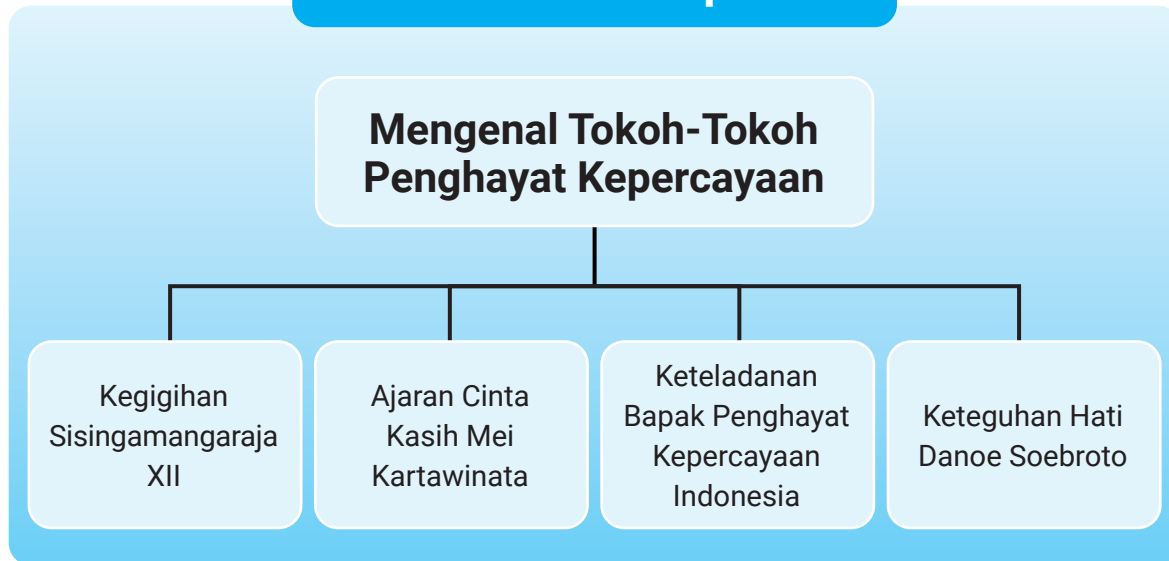 Mengenal Tokoh-Tokoh
Penghayat Kepercayaan
Kegigihan
Sisingamangaraja
XII
Ajaran Cinta
Kasih Mei
Kartawinata
Keteladanan
Bapak Penghayat
Kepercayaan
Indonesia
Keteguhan Hati
Danoe Soebroto